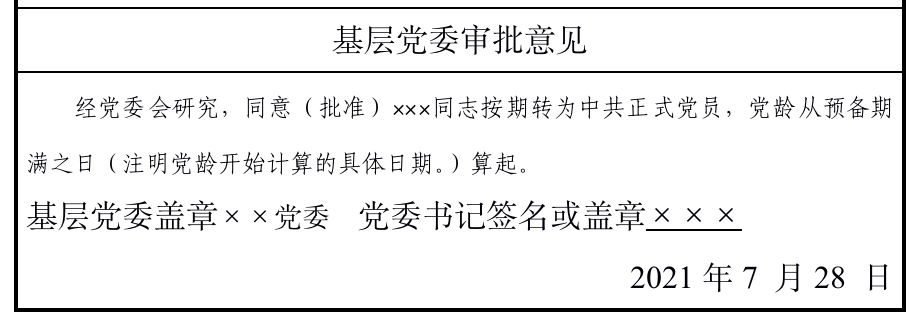 基层党委审批意见
经党委会研究，同意（批准）×××同志按期转为中共正式党员，党龄从预备期
满之日（注明党龄开始计算的具体日期。）算起。
基层党委盖章××党委 党委书记签名或盖章×××
2021 年 7 月 28 日